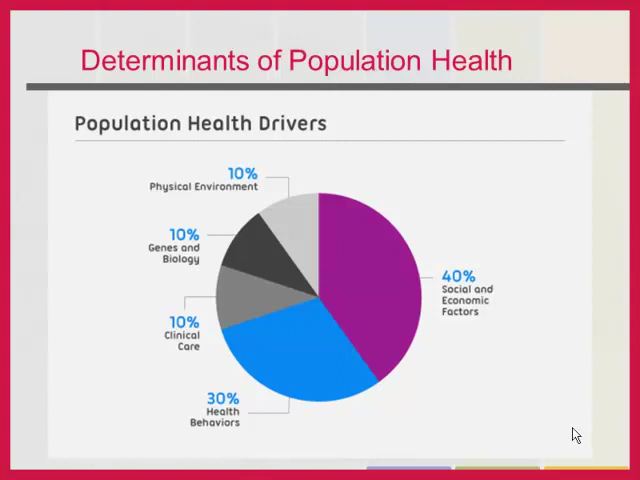 Determinants of Population Health
Population Health Drivers
10%
Physical Environment
10%
Genes and
Biology
40%
Social and
Economic
Factors
10%
Clinical
Care
30%
Health
Behaviors